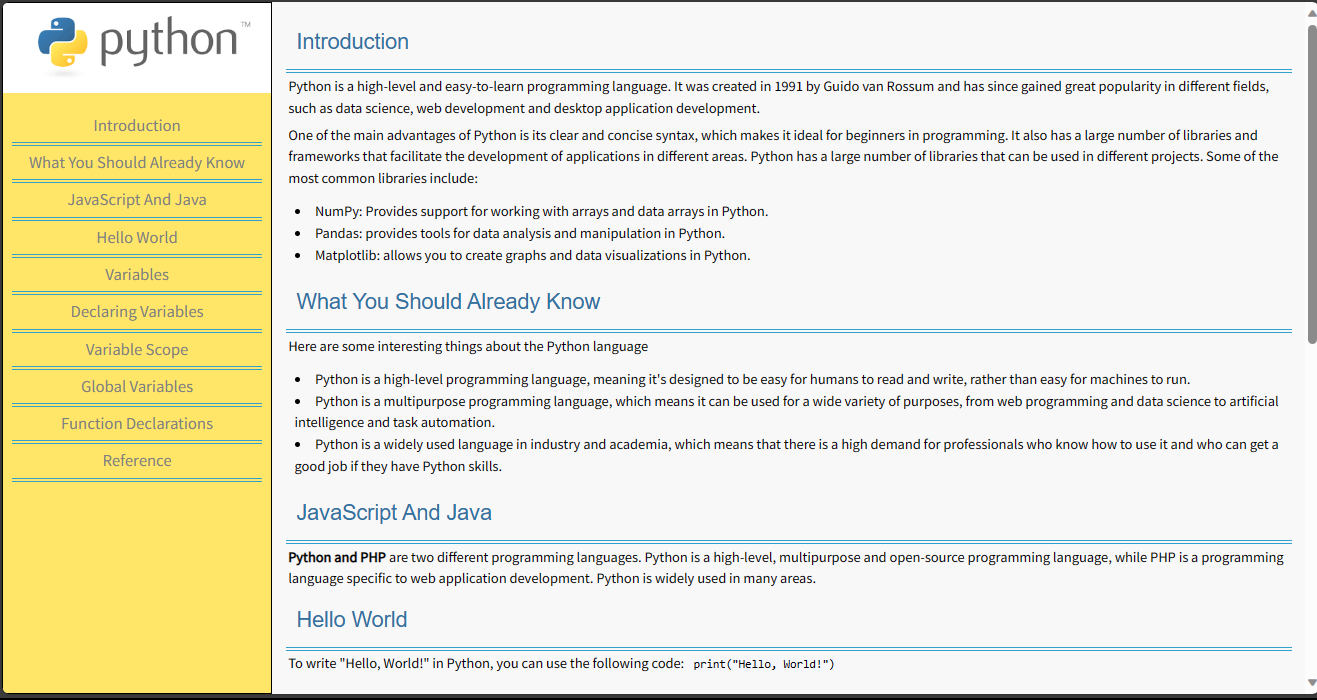 python™
Introduction
What You Should Already Know
JavaScript And Java
Hello World
Variables
Declaring Variables
Variable Scope
Global Variables
Function Declarations
Reference
Introduction
Python is a high-level and easy-to-learn programming language. It was created in 1991 by Guido van Rossum and has since gained great popularity in different fields,
such as data science, web development and desktop application development.
One of the main advantages of Python is its clear and concise syntax, which makes it ideal for beginners in programming. It also has a large number of libraries and
frameworks that facilitate the development of applications in different areas. Python has a large number of libraries that can be used in different projects. Some of the
most common libraries include:
• NumPy: Provides support for working with arrays and data arrays in Python.
• Pandas: provides tools for data analysis and manipulation in Python.
• Matplotlib: allows you to create graphs and data visualizations in Python.
What You Should Already Know
Here are some interesting things about the Python language
• Python is a high-level programming language, meaning it's designed to be easy for humans to read and write, rather than easy for machines to run.
• Python is a multipurpose programming language, which means it can be used for a wide variety of purposes, from web programming and data science to artificial
intelligence and task automation.
• Python is a widely used language in industry and academia, which means that there is a high demand for professionals who know how to use it and who can get a
good job if they have Python skills.
JavaScript And Java
Python and PHP are two different programming languages. Python is a high-level, multipurpose and open-source programming language, while PHP is a programming
language specific to web application development. Python is widely used in many areas.
Hello World
To write "Hello, World!" in Python, you can use the following code: print("Hello, World!")